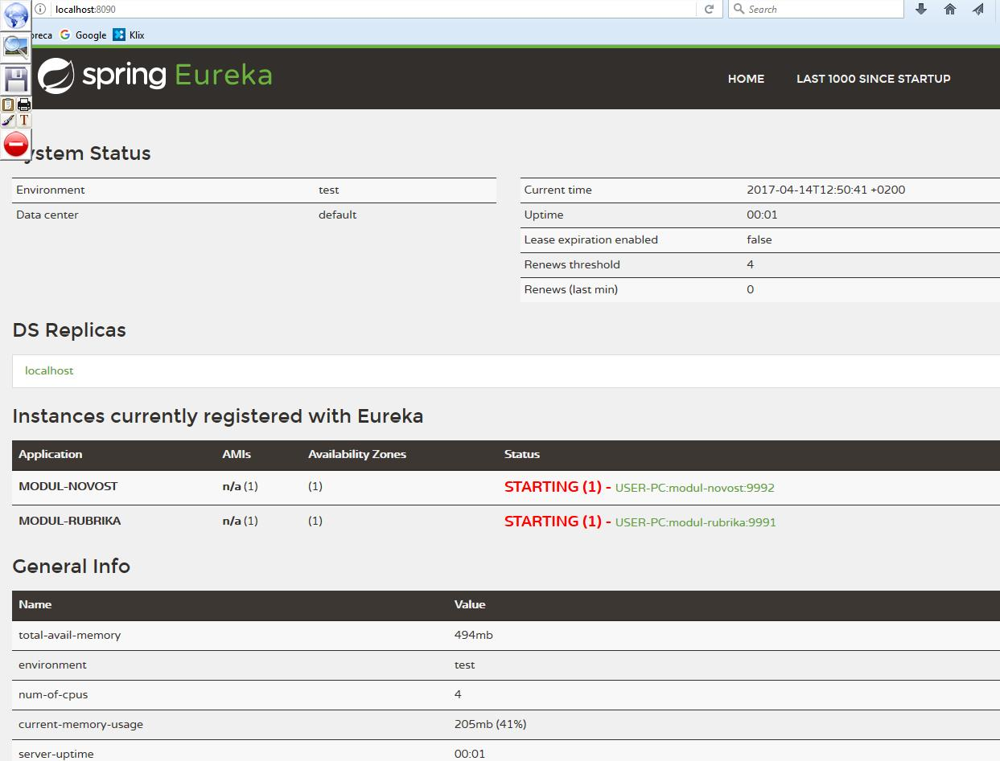 localhost:8090
Search
oreca Google Klix
spring Eureka
HOME LAST 1000 SINCE STARTUP
T
ystem Status
Environment test
Data center default
Current time 2017-04-14T12:50:41 +0200
Uptime 00:01
Lease expiration enabled false
Renews threshold 4
Renews (last min) 0
DS Replicas
localhost
Instances currently registered with Eureka
Application AMIs Availability Zones Status
MODUL-NOVOST n/a (1) (1) STARTING (1) - USER-PC:modul-novost:9992
MODUL-RUBRIKA n/a (1) (1) STARTING (1) - USER-PC:modul-rubrika:9991
General Info
Name Value
total-avail-memory 494mb
environment test
num-of-cpus 4
current-memory-usage 205mb (41%)
server-uptime 00:01